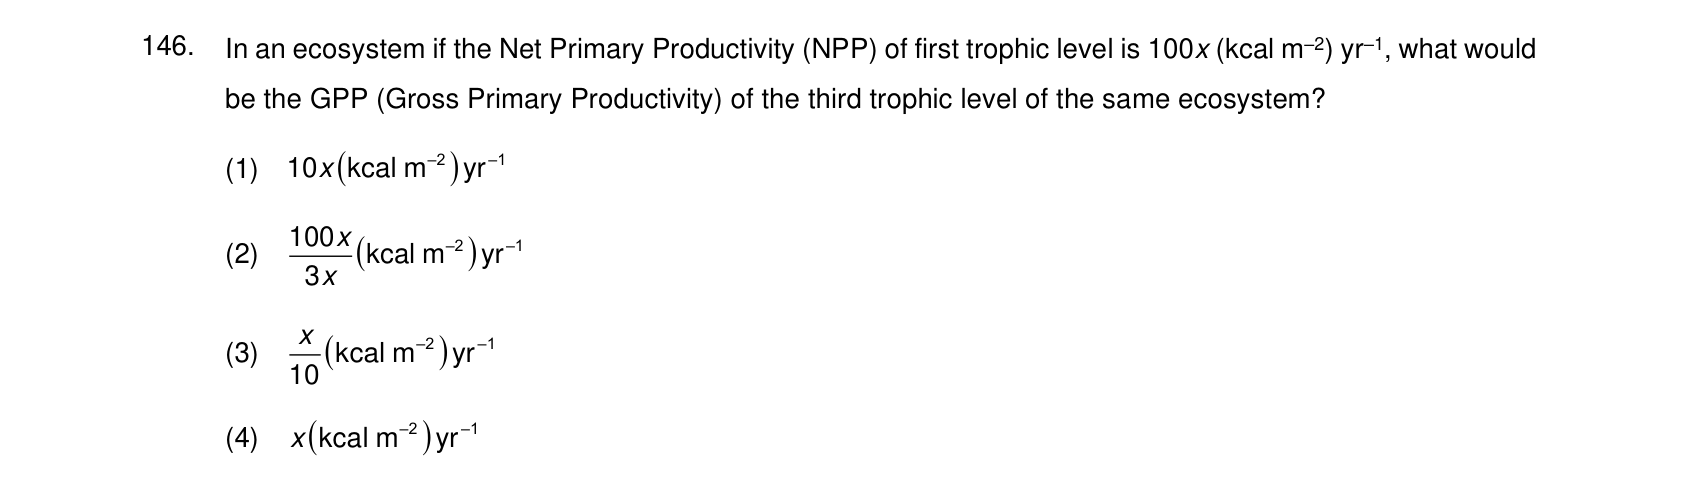 146. In an ecosystem if the Net Primary Productivity (NPP) of first trophic level is 100x (kcal m⁻²) yr⁻¹, what would
be the GPP (Gross Primary Productivity) of the third trophic level of the same ecosystem?
(1) 10x(kcal m⁻²)yr⁻¹
(2) 100x/3x (kcal m⁻²)yr⁻¹
(3) x/10 (kcal m⁻²)yr⁻¹
(4) x(kcal m⁻²)yr⁻¹